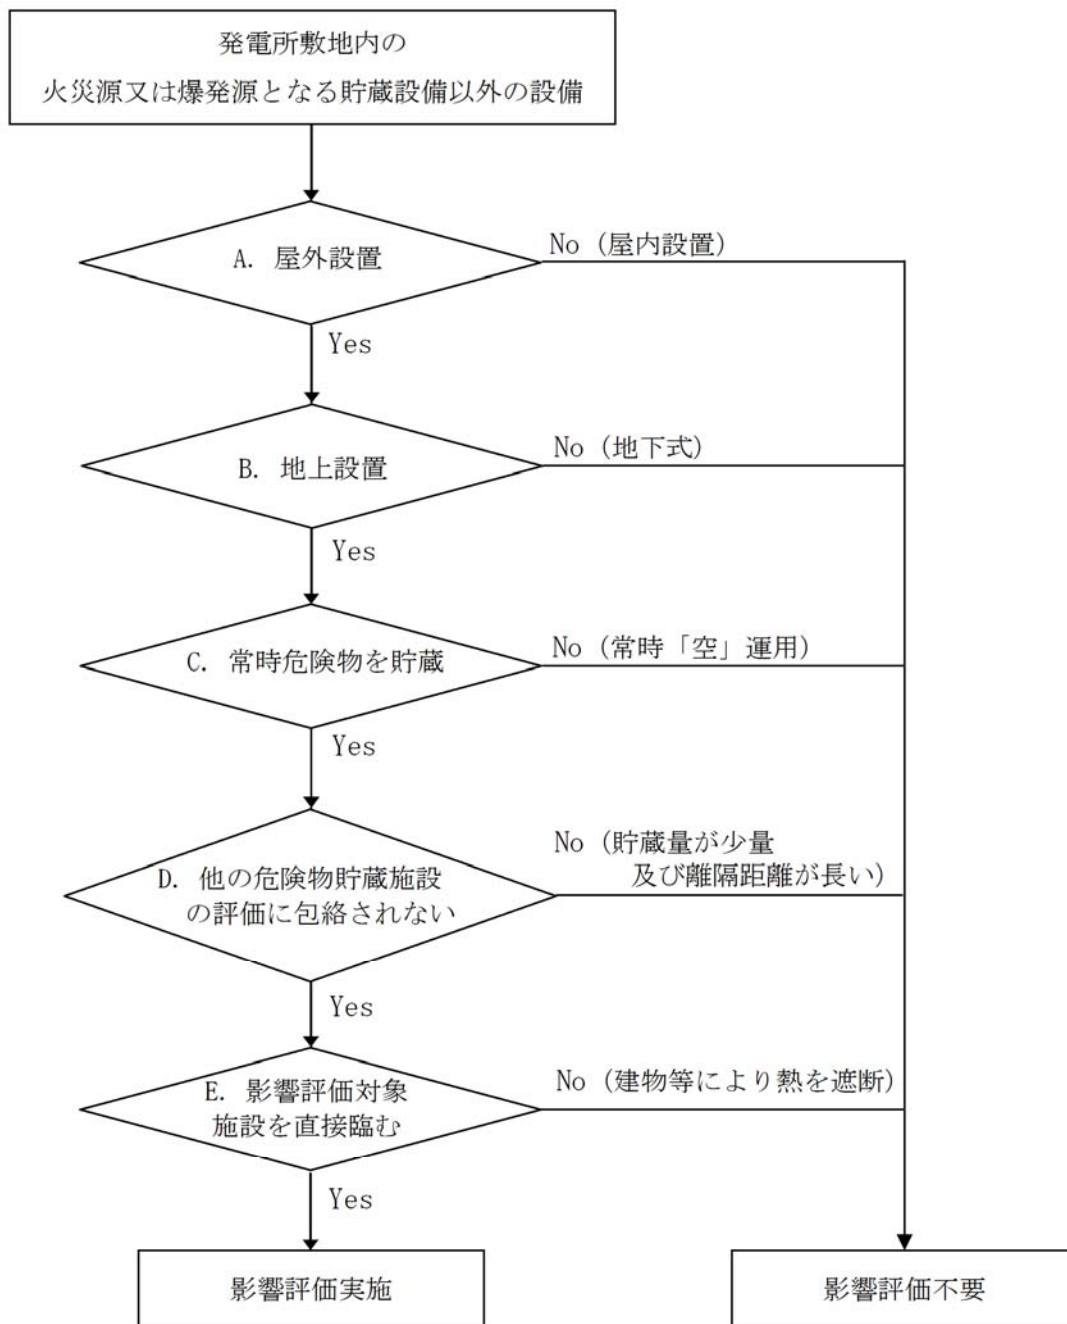 発電所敷地内の
火災源又は爆発源となる貯蔵設備以外の設備
A. 屋外設置
No (屋内設置)
Yes
B. 地上設置
No (地下式)
Yes
C. 常時危険物を貯蔵
No (常時「空」運用)
Yes
D. 他の危険物貯蔵施設
の評価に包絡されない
No (貯蔵量が少量
及び離隔距離が長い)
Yes
E. 影響評価対象
施設を直接臨む
No (建物等により熱を遮断)
Yes
影響評価実施
影響評価不要